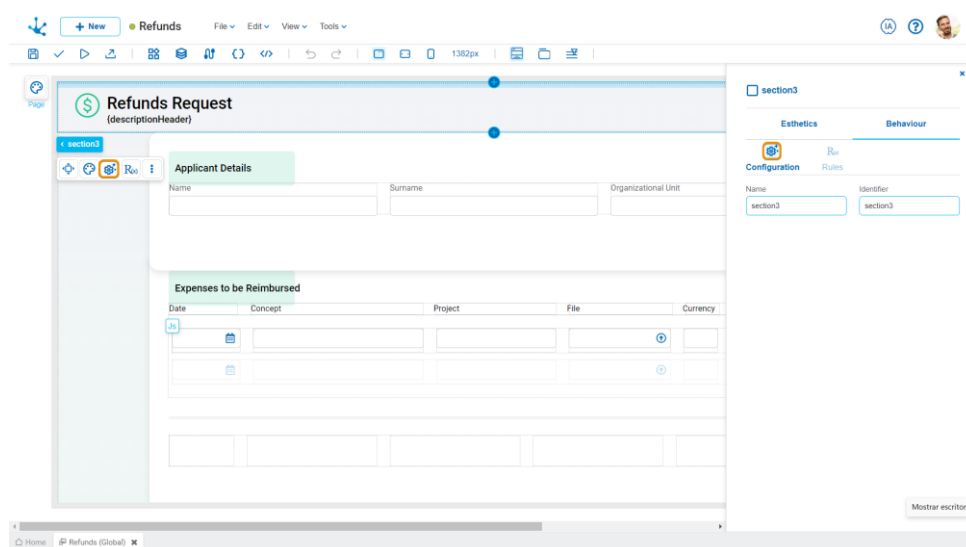 + New
Refunds
File
Edit
View
Tools
IA
?
1382px
Page
$
Refunds Request
{descriptionHeader}
section3
R(x)
Applicant Details
Name
Surname
Organizational Unit
Expenses to be Reimbursed
Date
Concept
Project
File
Currency
Js
section3
Esthetics
Behaviour
R(x)
Configuration
Rules
Name
Identifier
section3
section3
Mostrar escritor
Home
Refunds (Global)